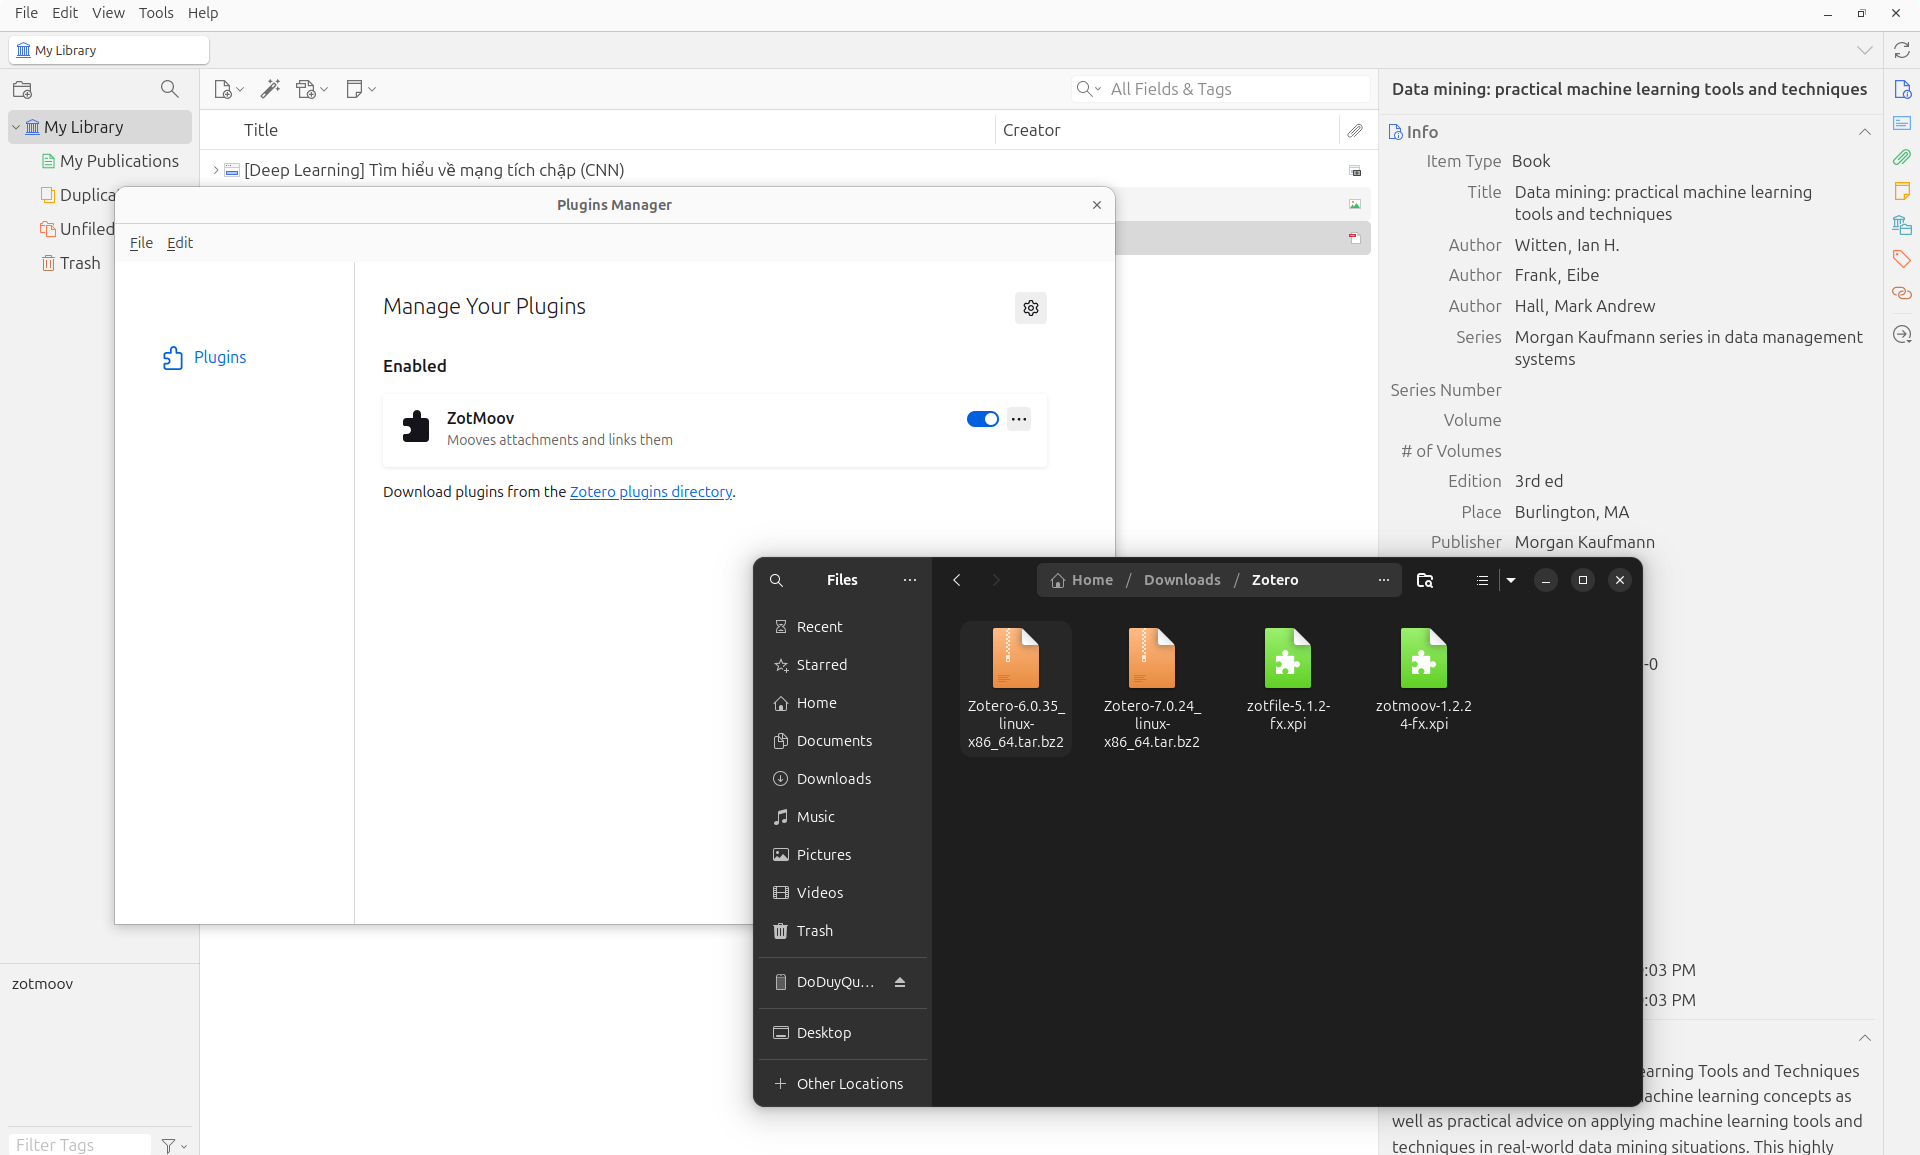 File Edit View Tools Help
My Library
All Fields & Tags
Data mining: practical machine learning tools and techniques
My Library
Title
Creator
Info
My Publications
Item Type Book
[Deep Learning] Tìm hiểu về mạng tích chập (CNN)
Duplica
Title Data mining: practical machine learning
tools and techniques
Unfiled
Author Witten, Ian H.
Trash
Author Frank, Eibe
Author Hall, Mark Andrew
Series Morgan Kaufmann series in data management
systems
Series Number
Volume
# of Volumes
Edition 3rd ed
Place Burlington, MA
Publisher Morgan Kaufmann
-0
:03 PM
:03 PM
earning Tools and Techniques
achine learning concepts as
well as practical advice on applying machine learning tools and
techniques in real-world data mining situations. This highly
Plugins Manager
File Edit
Manage Your Plugins
Plugins
Enabled
ZotMoov
Mooves attachments and links them
Download plugins from the Zotero plugins directory.
Files
Home / Downloads / Zotero
Recent
Starred
Home
Documents
Downloads
Music
Pictures
Videos
Trash
DoDuyQu...
Desktop
Other Locations
Zotero-6.0.35_
linux-
x86_64.tar.bz2
Zotero-7.0.24_
linux-
x86_64.tar.bz2
zotfile-5.1.2-
fx.xpi
zotmoov-1.2.2
4-fx.xpi
zotmoov
Filter Tags